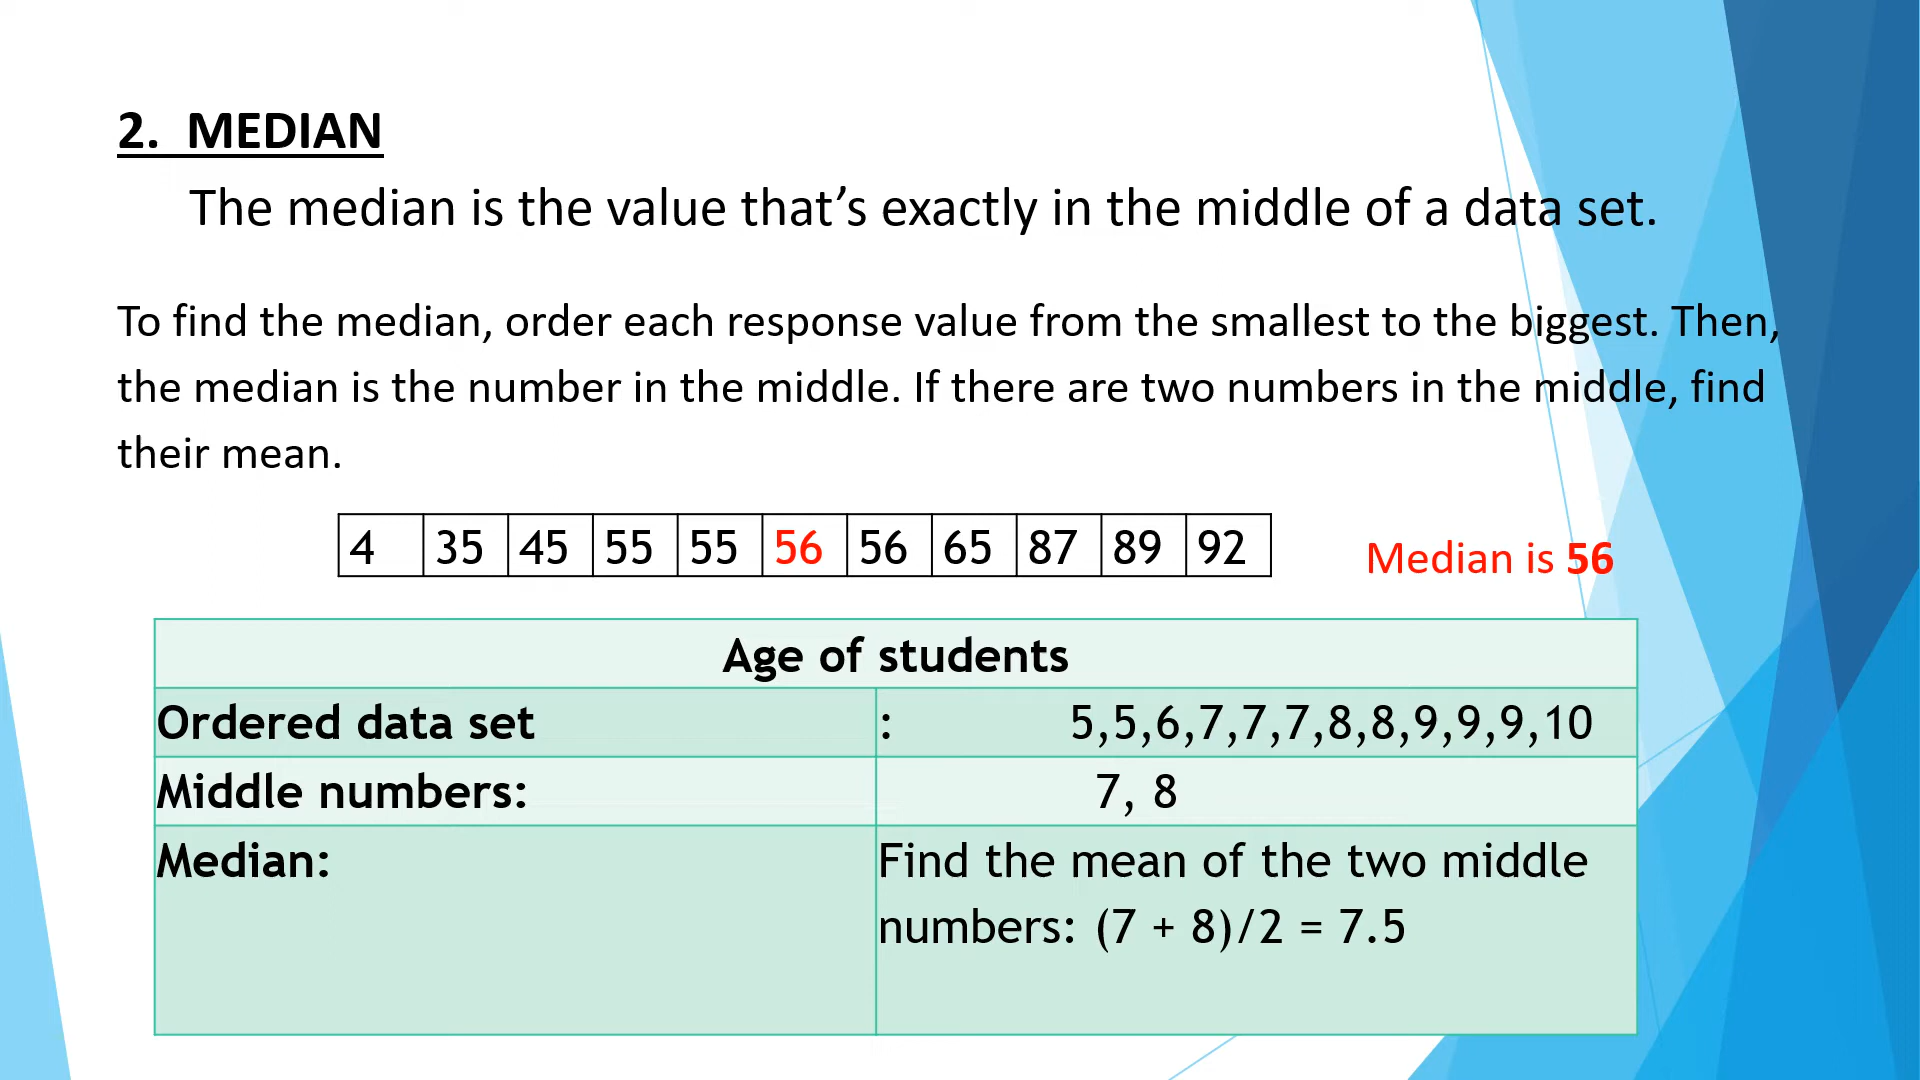 2. MEDIAN
The median is the value that’s exactly in the middle of a data set.
To find the median, order each response value from the smallest to the biggest. Then,
the median is the number in the middle. If there are two numbers in the middle, find
their mean.
4 35 45 55 55 56 56 65 87 89 92
Median is 56
Age of students
Ordered data set : 5,5,6,7,7,7,8,8,9,9,9,10
Middle numbers: 7, 8
Median: Find the mean of the two middle
numbers: (7 + 8)/2 = 7.5